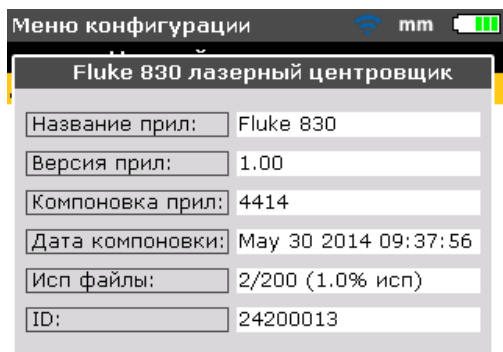 Меню конфигурации mm
Fluke 830 лазерный центровщик
Название прил: Fluke 830
Версия прил: 1.00
Компоновка прил: 4414
Дата компоновки: May 30 2014 09:37:56
Исп файлы: 2/200 (1.0% исп)
ID: 24200013